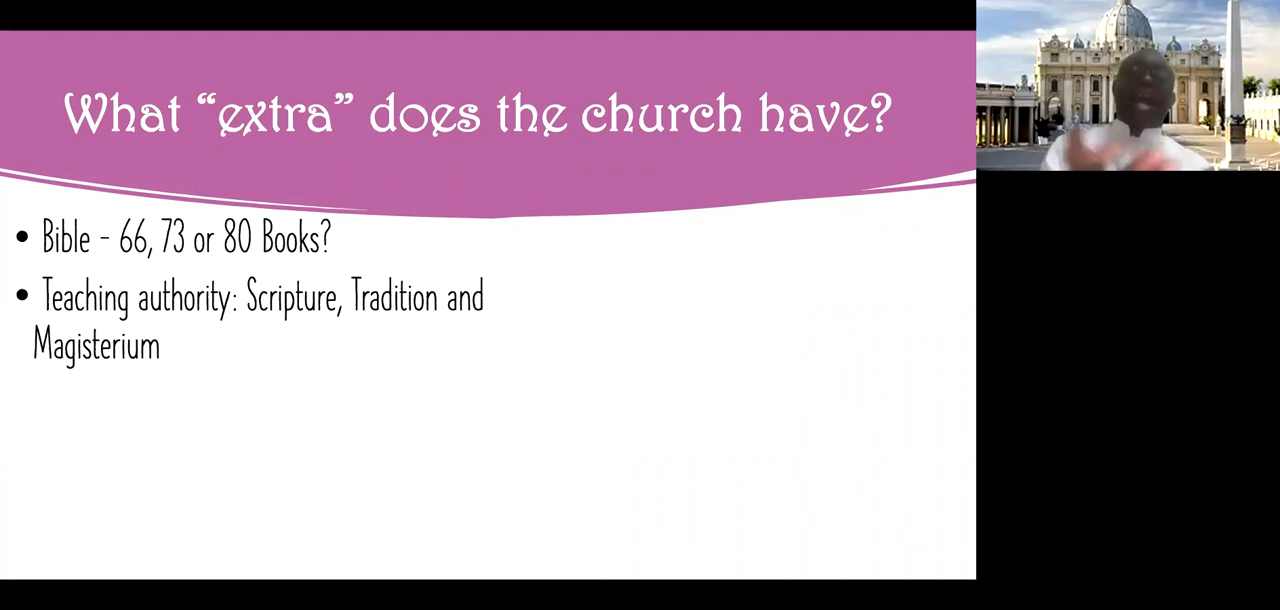 What “extra” does the church have?
• Bible - 66, 73 or 80 Books?
• Teaching authority: Scripture, Tradition and
Magisterium